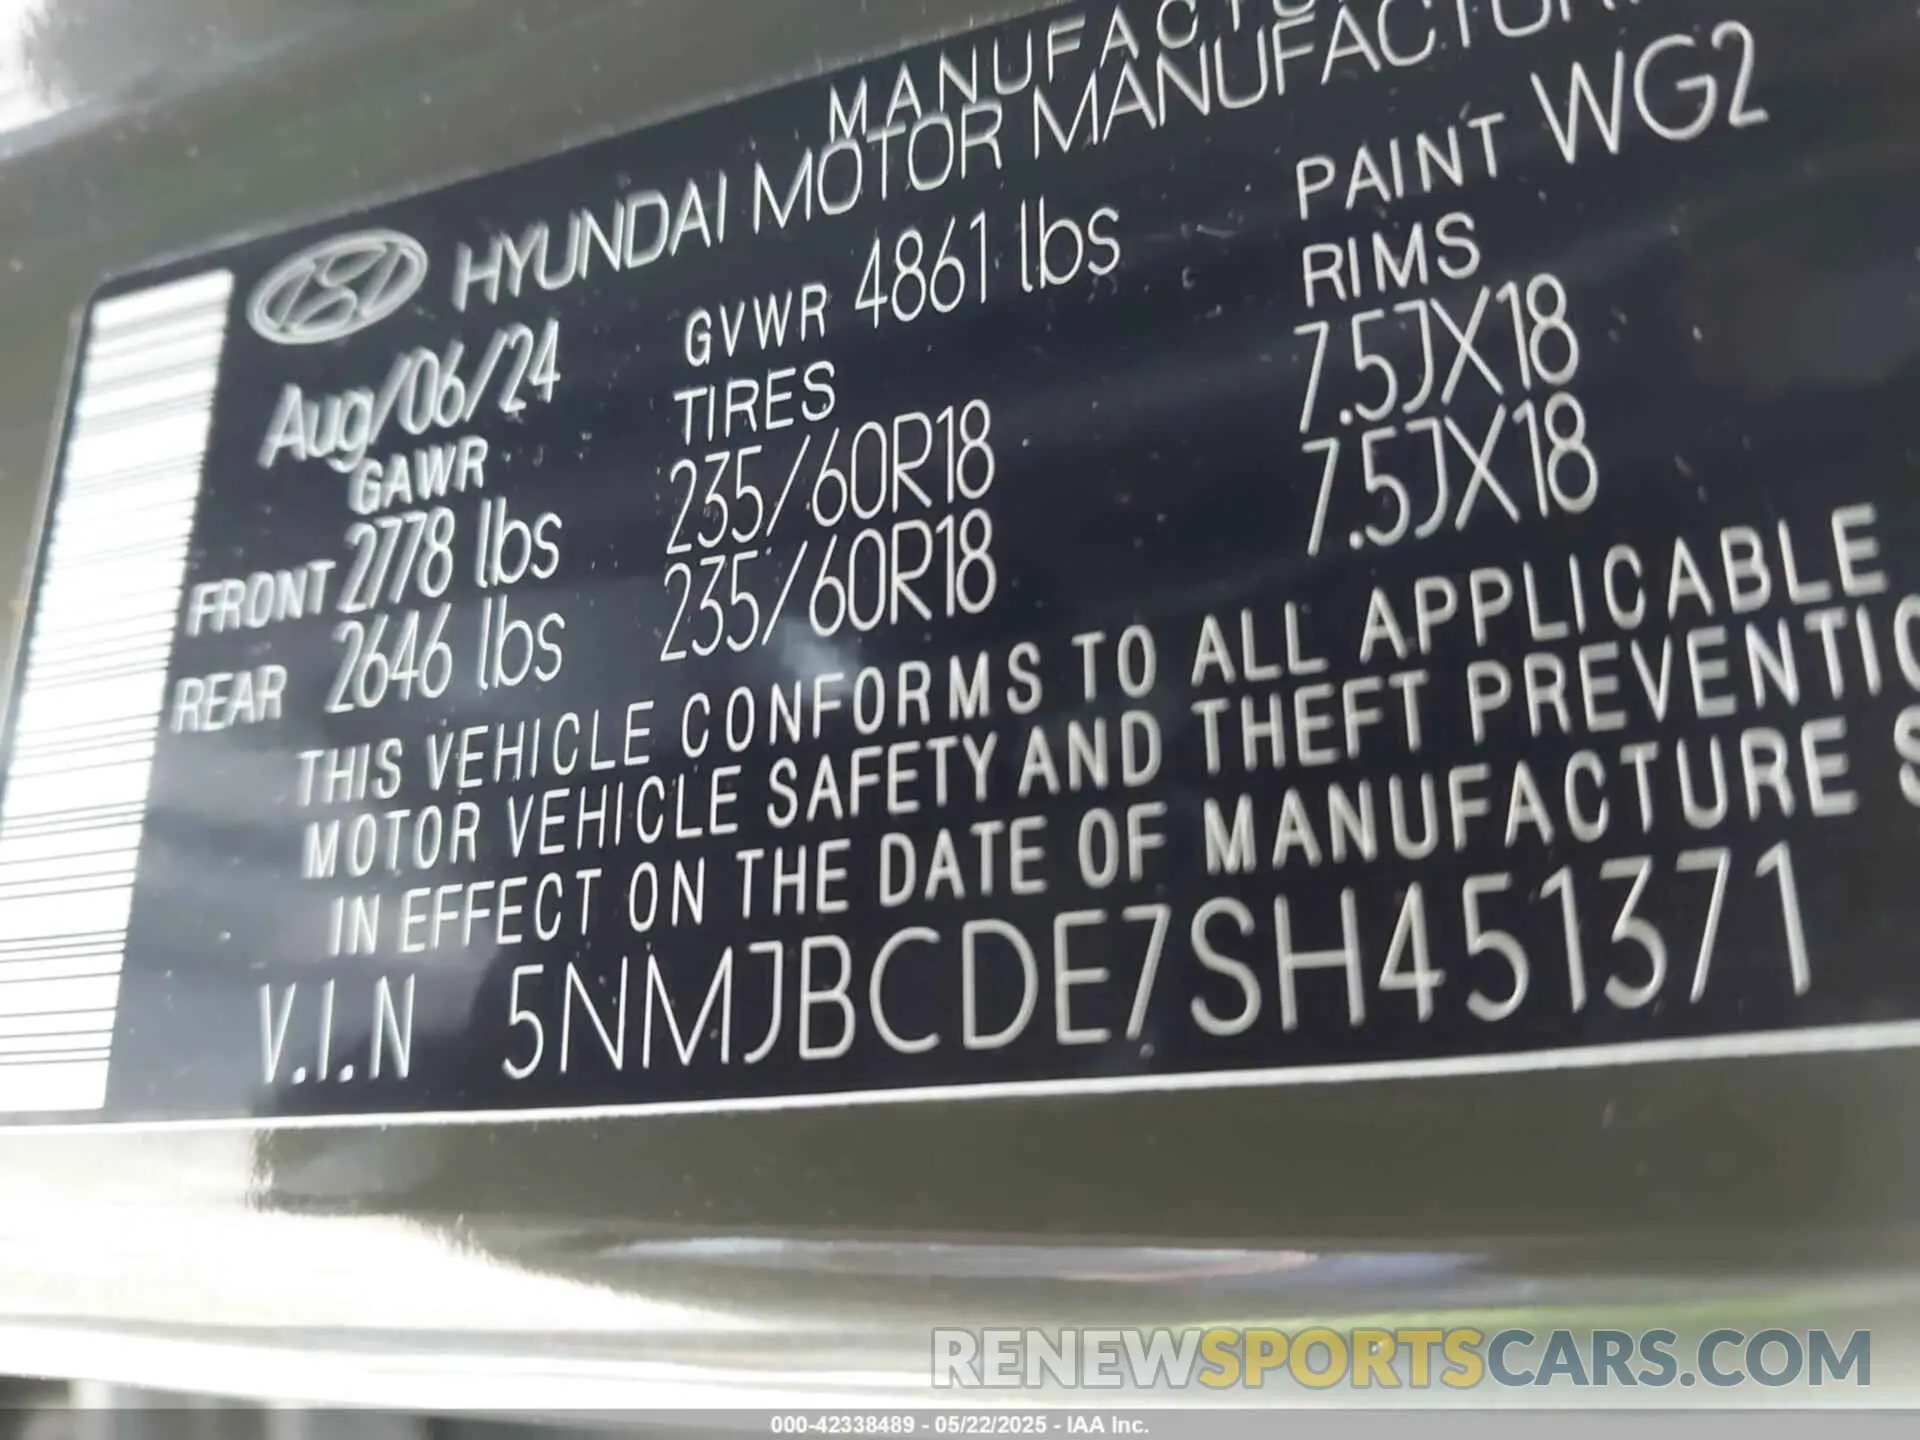 HYUNDAI MOTOR
Aug/06/24 GVWR 4861 lbs PAINT WG2
GAWR TIRES RIMS
FRONT 2778 lbs 235/60R18 7.5JX18
REAR 2646 lbs 235/60R18 7.5JX18
THIS VEHICLE CONFORMS TO ALL APPLICABLE
MOTOR VEHICLE SAFETY AND THEFT PREVENTIO
IN EFFECT ON THE DATE OF MANUFACTURE S
V.I.N 5NMJBCDE7SH451371
RENEWSPORTSCARS.COM
000-42338489 - 05/22/2025 - IAA Inc.